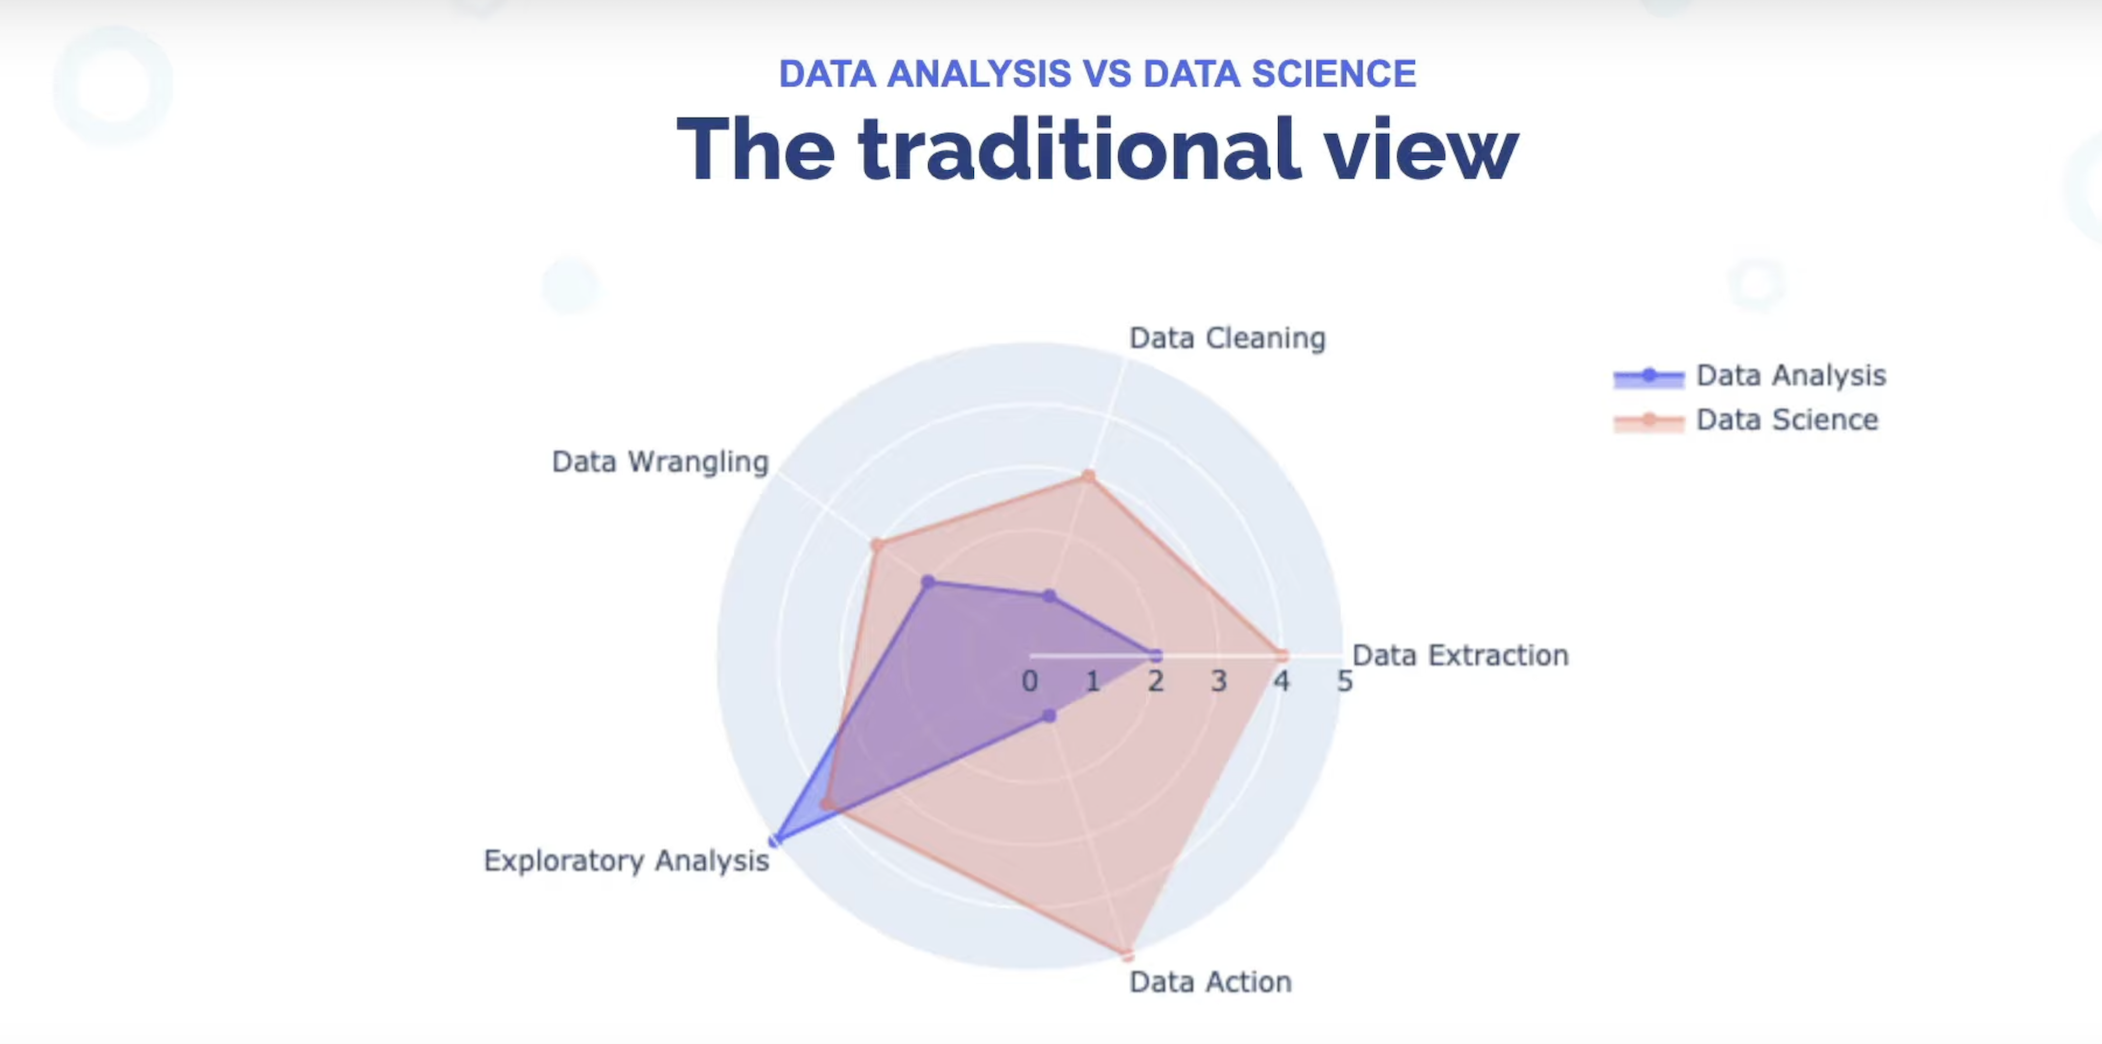 DATA ANALYSIS VS DATA SCIENCE
The traditional view
Data Cleaning
Data Analysis
Data Science
Data Wrangling
Data Extraction
0 1 2 3 4 5
Exploratory Analysis
Data Action